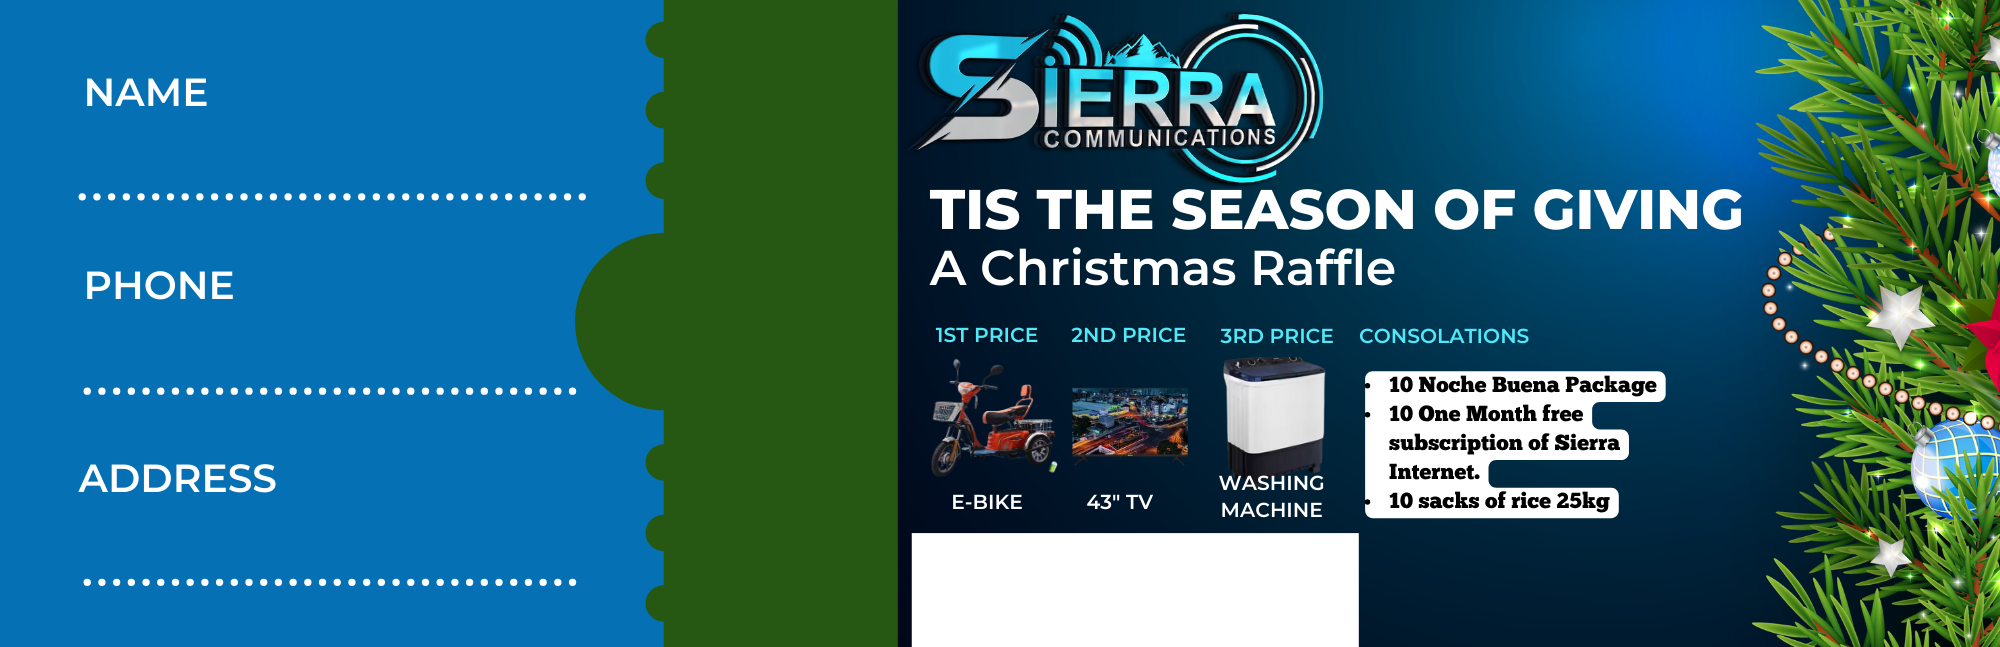 NAME
PHONE
ADDRESS
SIERRA
COMMUNICATIONS
TIS THE SEASON OF GIVING
A Christmas Raffle
1ST PRICE
2ND PRICE
3RD PRICE
CONSOLATIONS
E-BIKE
43" TV
WASHING
MACHINE
• 10 Noche Buena Package
• 10 One Month free
subscription of Sierra
Internet.
• 10 sacks of rice 25kg